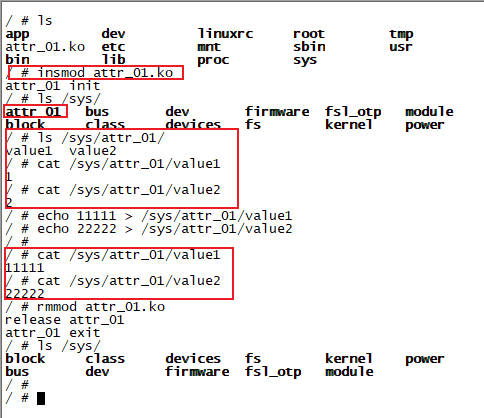 / # ls
app dev linuxrc root tmp
attr_01.ko etc mnt sbin usr
bin lib proc sys
/ # insmod attr_01.ko
attr_01 init
/ # ls /sys/
attr_01 bus dev firmware fsl_otp module
block class devices fs kernel power
/ # ls /sys/attr_01/
value1 value2
/ # cat /sys/attr_01/value1
1
/ # cat /sys/attr_01/value2
2
/ # echo 11111 > /sys/attr_01/value1
/ # echo 22222 > /sys/attr_01/value2
/ #
/ # cat /sys/attr_01/value1
11111
/ # cat /sys/attr_01/value2
22222
/ # rmmod attr_01.ko
release attr_01
attr_01 exit
/ # ls /sys/
block class devices fs kernel power
bus dev firmware fsl_otp module
/ #
/ #